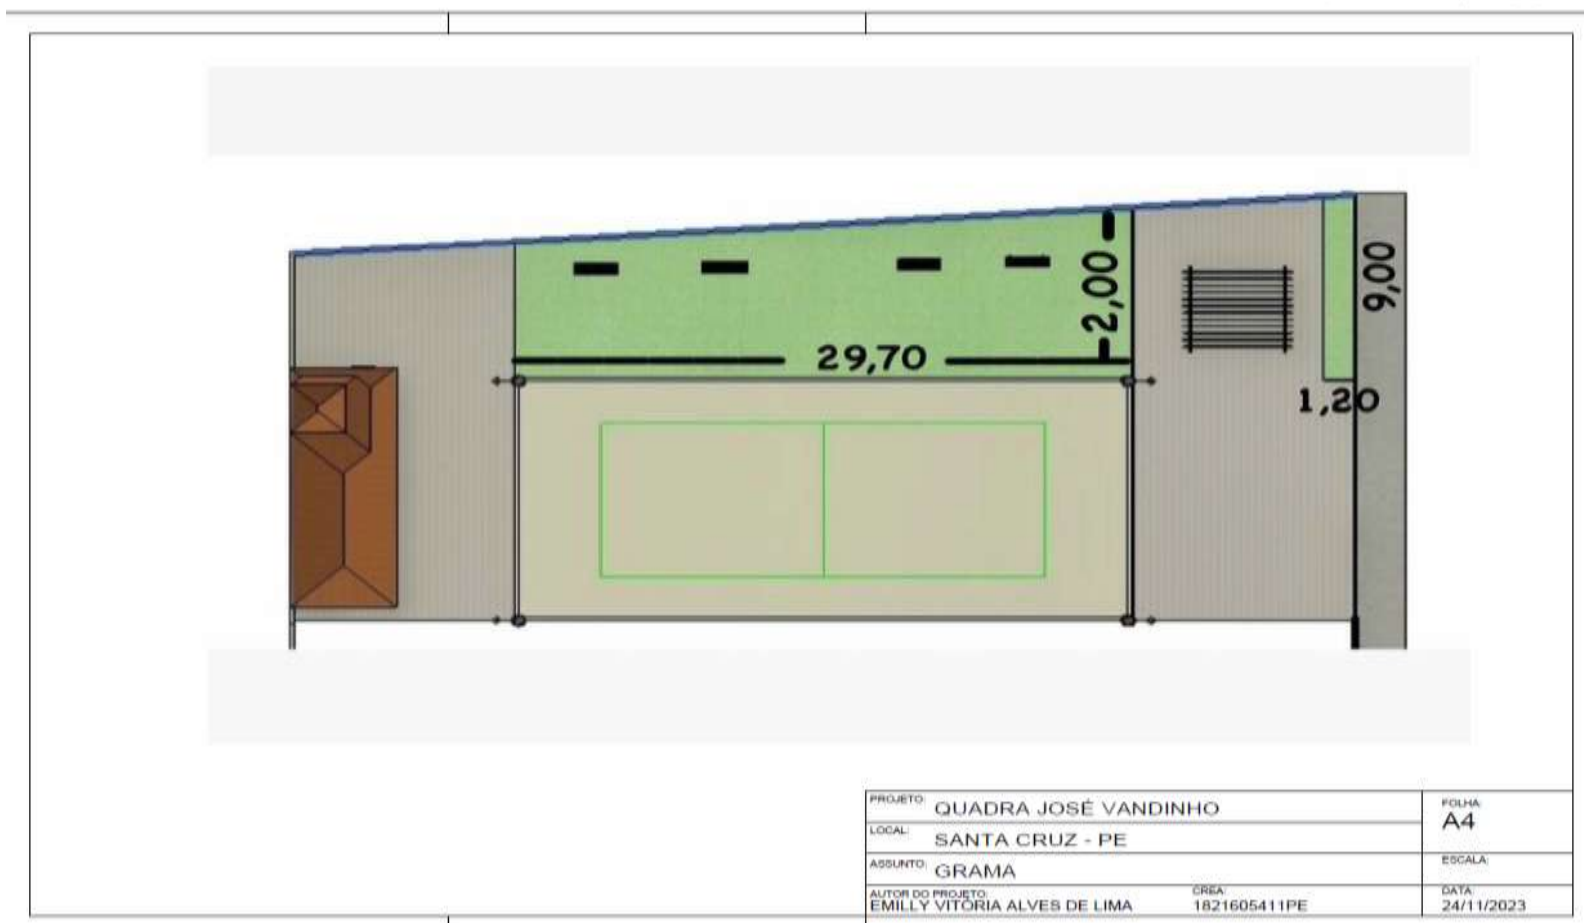 2,00
9,00
29,70
1,20
PROJETO: QUADRA JOSÉ VANDINHO
FOLHA:
A4
LOCAL: SANTA CRUZ - PE
ASSUNTO: GRAMA
ESCALA:
AUTOR DO PROJETO:
EMILLY VITÓRIA ALVES DE LIMA
CREA:
1821605411PE
DATA:
24/11/2023